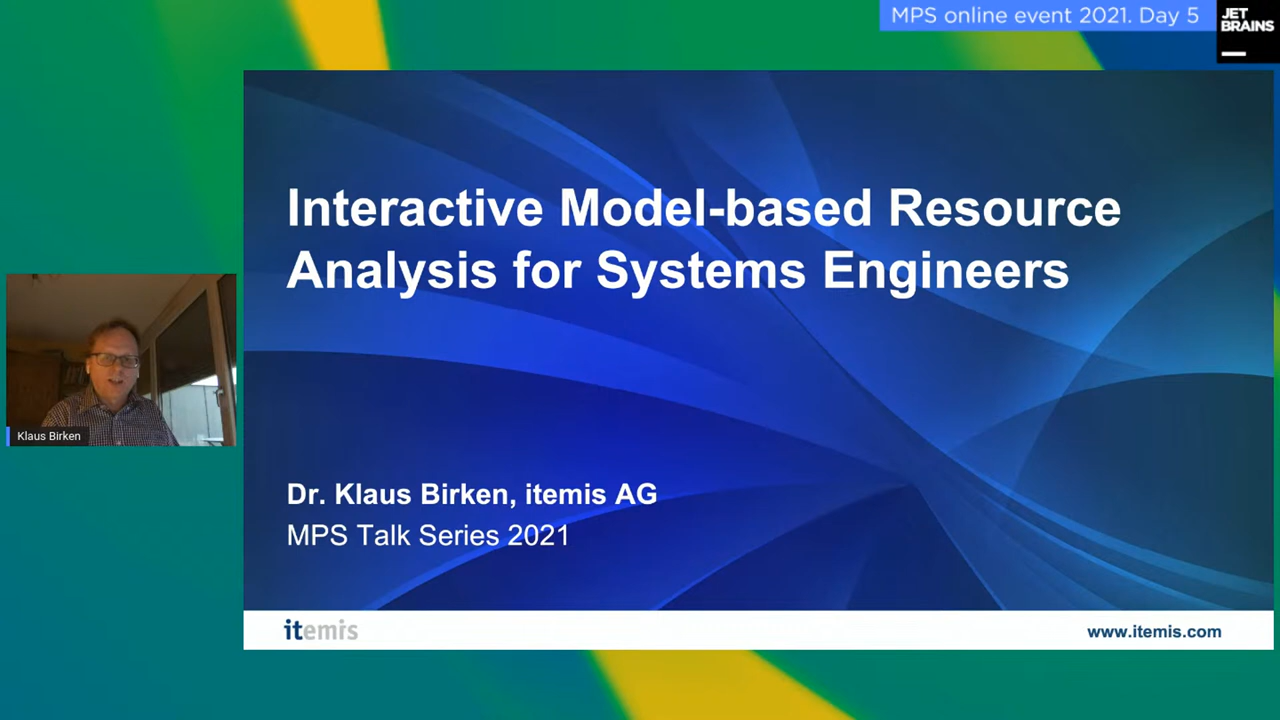 MPS online event 2021. Day 5
JET
BRAINS
Interactive Model-based Resource
Analysis for Systems Engineers
Klaus Birken
Dr. Klaus Birken, itemis AG
MPS Talk Series 2021
itemis
www.itemis.com